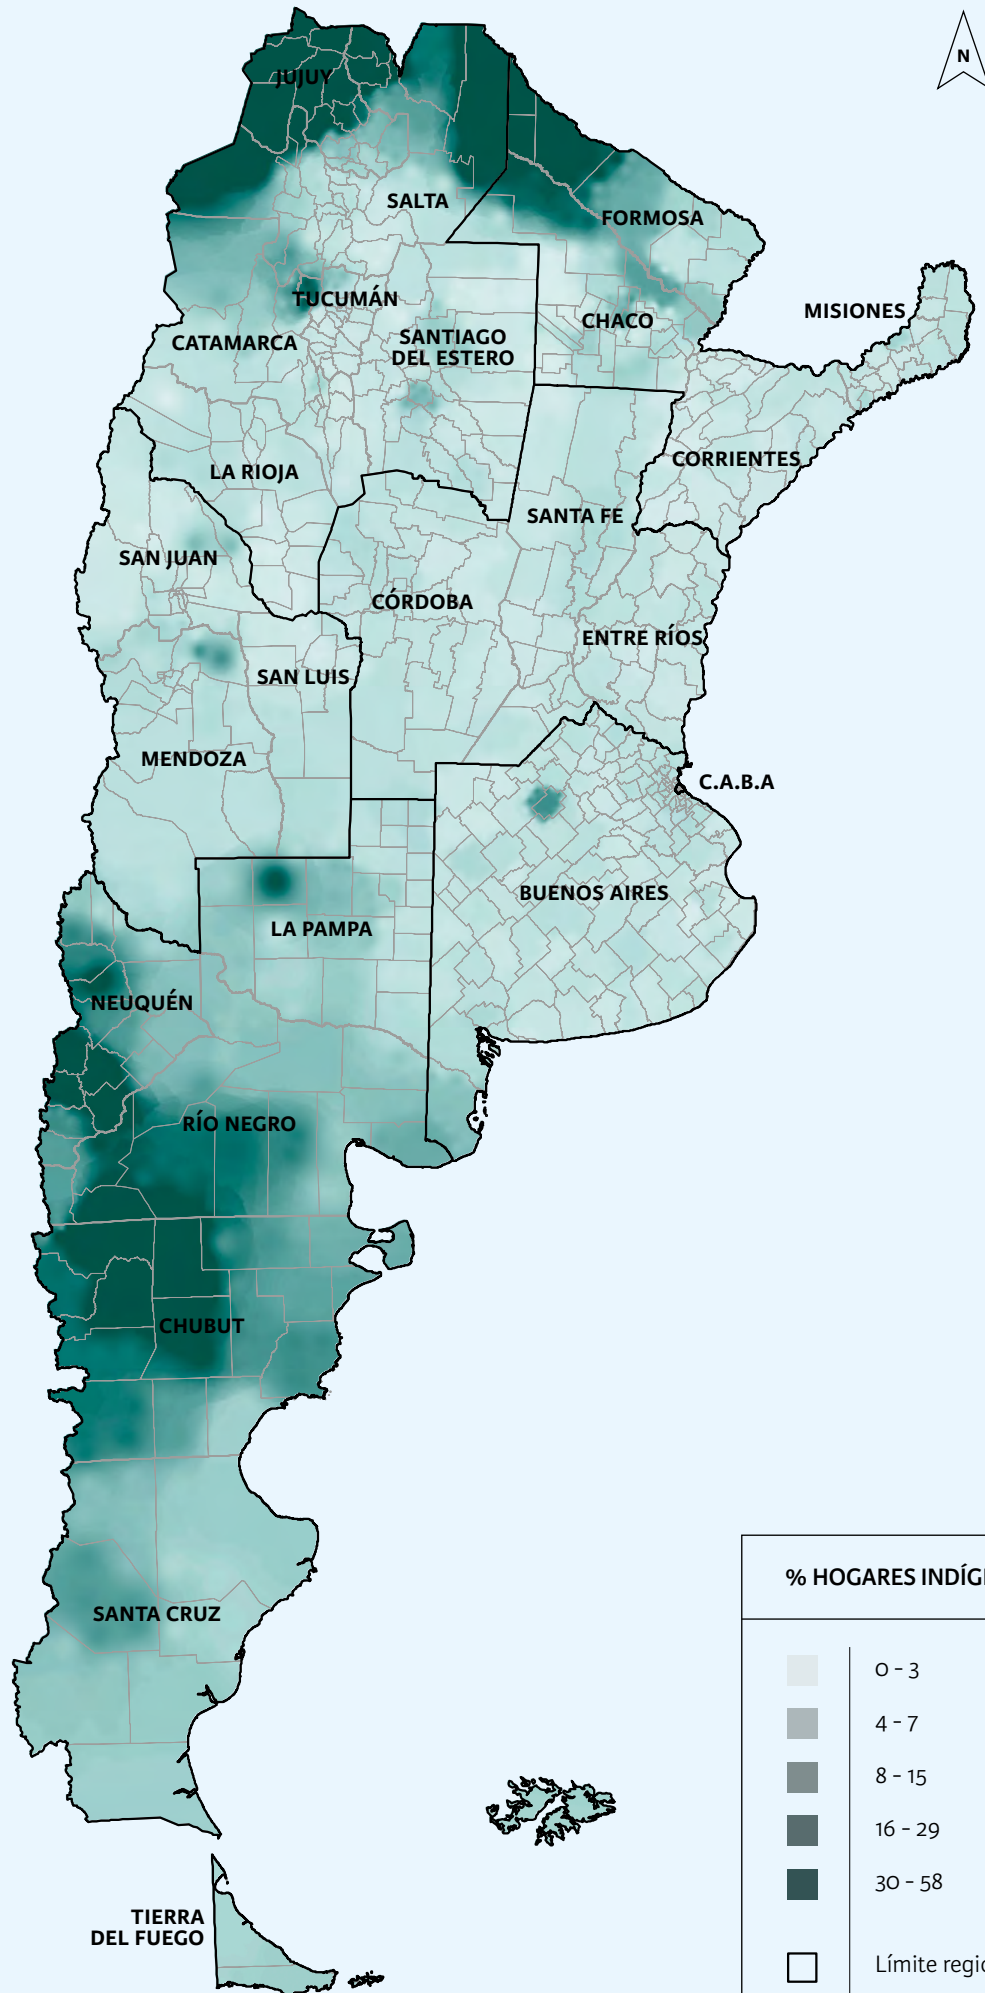 N
JUJUY
SALTA
FORMOSA
TUCUMÁN
MISIONES
CHACO
CATAMARCA
SANTIAGO
DEL ESTERO
LA RIOJA
CORRIENTES
SANTA FE
SAN JUAN
CÓRDOBA
ENTRE RÍOS
SAN LUIS
MENDOZA
C.A.B.A
BUENOS AIRES
LA PAMPA
NEUQUÉN
RÍO NEGRO
CHUBUT
SANTA CRUZ
TIERRA
DEL FUEGO
% HOGARES
0 - 3
4 - 7
8 - 15
16 - 29
30 - 58
Límite